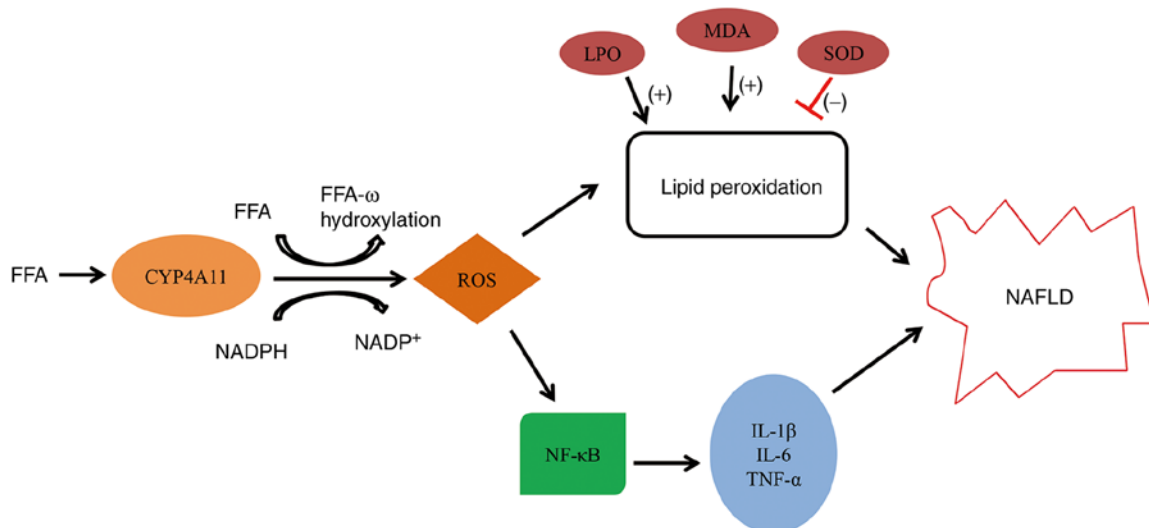 MDA
LPO
SOD
(+)
(+)
(−)
Lipid peroxidation
FFA
FFA-ω
hydroxylation
FFA
CYP4A11
ROS
NAFLD
NADPH
NADP⁺
NF-κB
IL-1β
IL-6
TNF-α